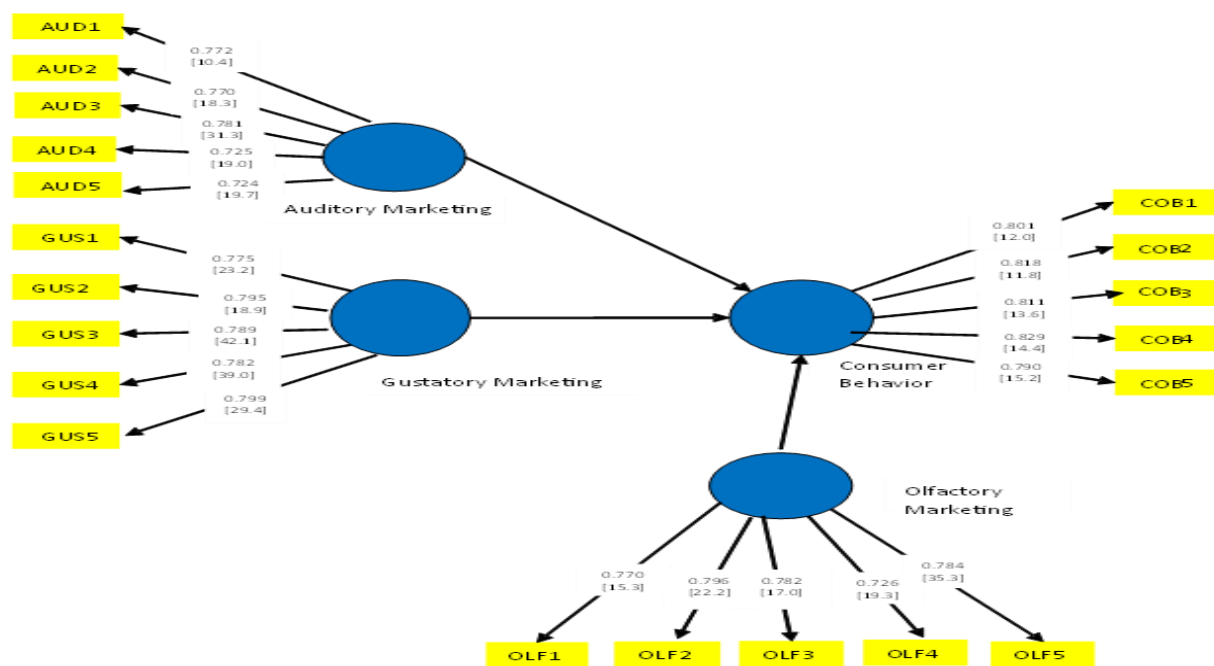 AUD1
0.772
[10.4]
AUD2
0.770
[18.3]
AUD3
0.781
[31.3]
AUD4
0.725
[19.0]
AUD5
0.724
[19.7]
Auditory Marketing
GUS1
0.775
[23.2]
GUS2
0.795
[18.9]
GUS3
0.789
[42.1]
GUS4
0.782
[39.0]
GUS5
0.799
[29.4]
Gustatory Marketing
COB1
0.801
[12.0]
COB2
0.818
[11.8]
COB3
0.811
[13.6]
COB4
0.829
[14.4]
COB5
0.790
[15.2]
Consumer
Behavior
Olfactory
Marketing
0.770
[15.3]
0.796
[22.2]
0.782
[17.0]
0.726
[19.3]
0.784
[35.3]
OLF1
OLF2
OLF3
OLF4
OLF5